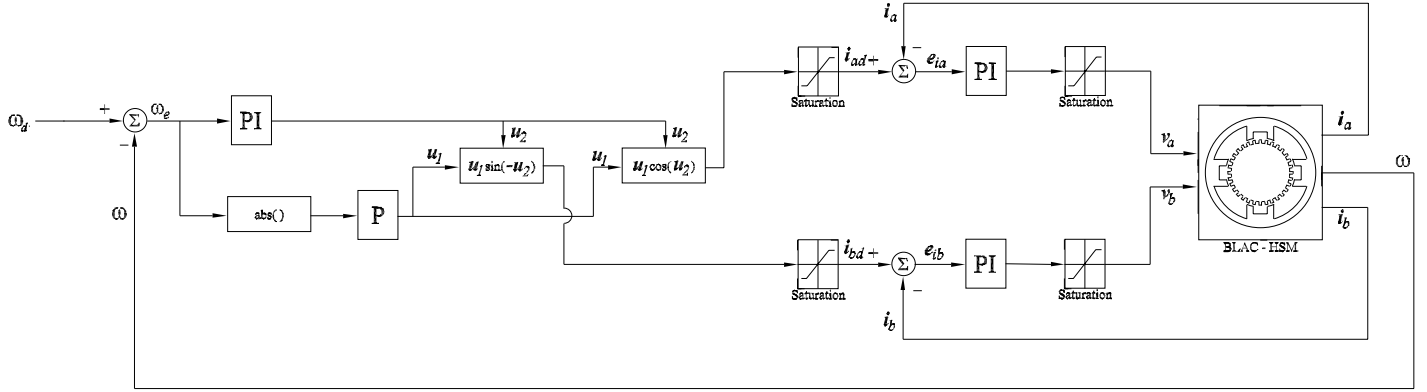 i_a
−
i_ad +
Σ
e_ia
PI
Saturation
Saturation
ω_d
+
Σ
ω_e
PI
−
u_2
u_2
u_1
u_1 sin(-u_2)
u_1
u_1 cos(u_2)
v_a
i_a
ω
ω
abs()
P
v_b
i_b
BLAC - HSM
i_bd +
Σ
e_ib
PI
−
Saturation
Saturation
i_b